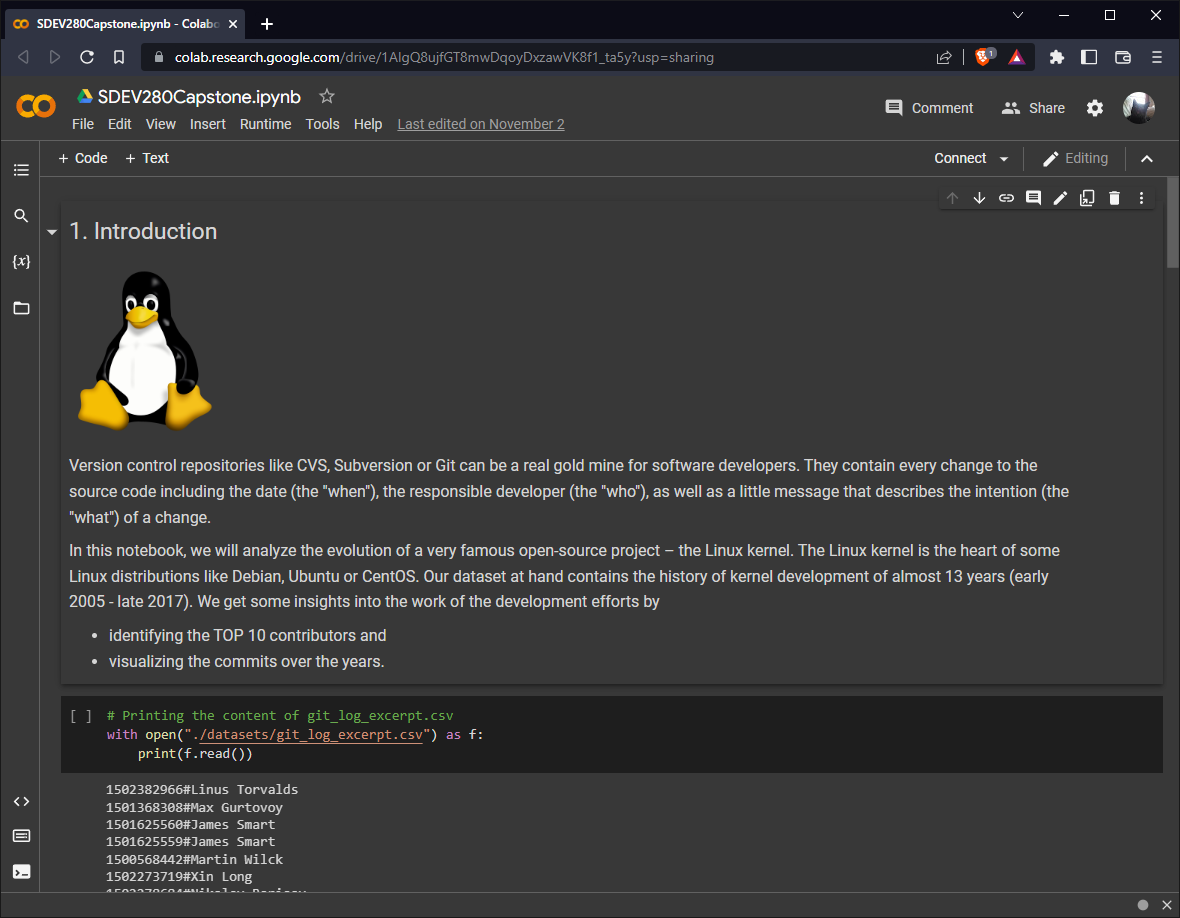 SDEV280Capstone.ipynb - Colab
colab.research.google.com/drive/1AIgQ8ujfGT8mwDqoyDxzawVK8f1_ta5y?usp=sharing
1
SDEV280Capstone.ipynb
Comment
Share
File Edit View Insert Runtime Tools Help Last edited on November 2
+ Code + Text
Connect
Editing
{x}
1. Introduction
Version control repositories like CVS, Subversion or Git can be a real gold mine for software developers. They contain every change to the
source code including the date (the "when"), the responsible developer (the "who"), as well as a little message that describes the intention (the
"what") of a change.
In this notebook, we will analyze the evolution of a very famous open-source project – the Linux kernel. The Linux kernel is the heart of some
Linux distributions like Debian, Ubuntu or CentOS. Our dataset at hand contains the history of kernel development of almost 13 years (early
2005 - late 2017). We get some insights into the work of the development efforts by
• identifying the TOP 10 contributors and
• visualizing the commits over the years.
[ ] # Printing the content of git_log_excerpt.csv
with open("./datasets/git_log_excerpt.csv") as f:
    print(f.read())
1502382966#Linus Torvalds
1501368308#Max Gurtovoy
1501625560#James Smart
1501625559#James Smart
1500568442#Martin Wilck
1502273719#Xin Long